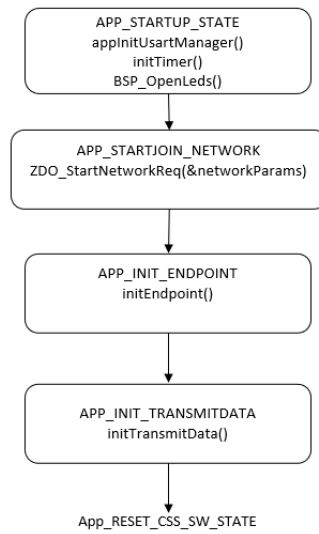 APP_STARTUP_STATE
appInitUsartManager()
initTimer()
BSP_OpenLeds()
APP_STARTJOIN_NETWORK
ZDO_StartNetworkReq(&networkParams)
APP_INIT_ENDPOINT
initEndpoint()
APP_INIT_TRANSMITDATA
initTransmitData()
App_RESET_CSS_SW_STATE